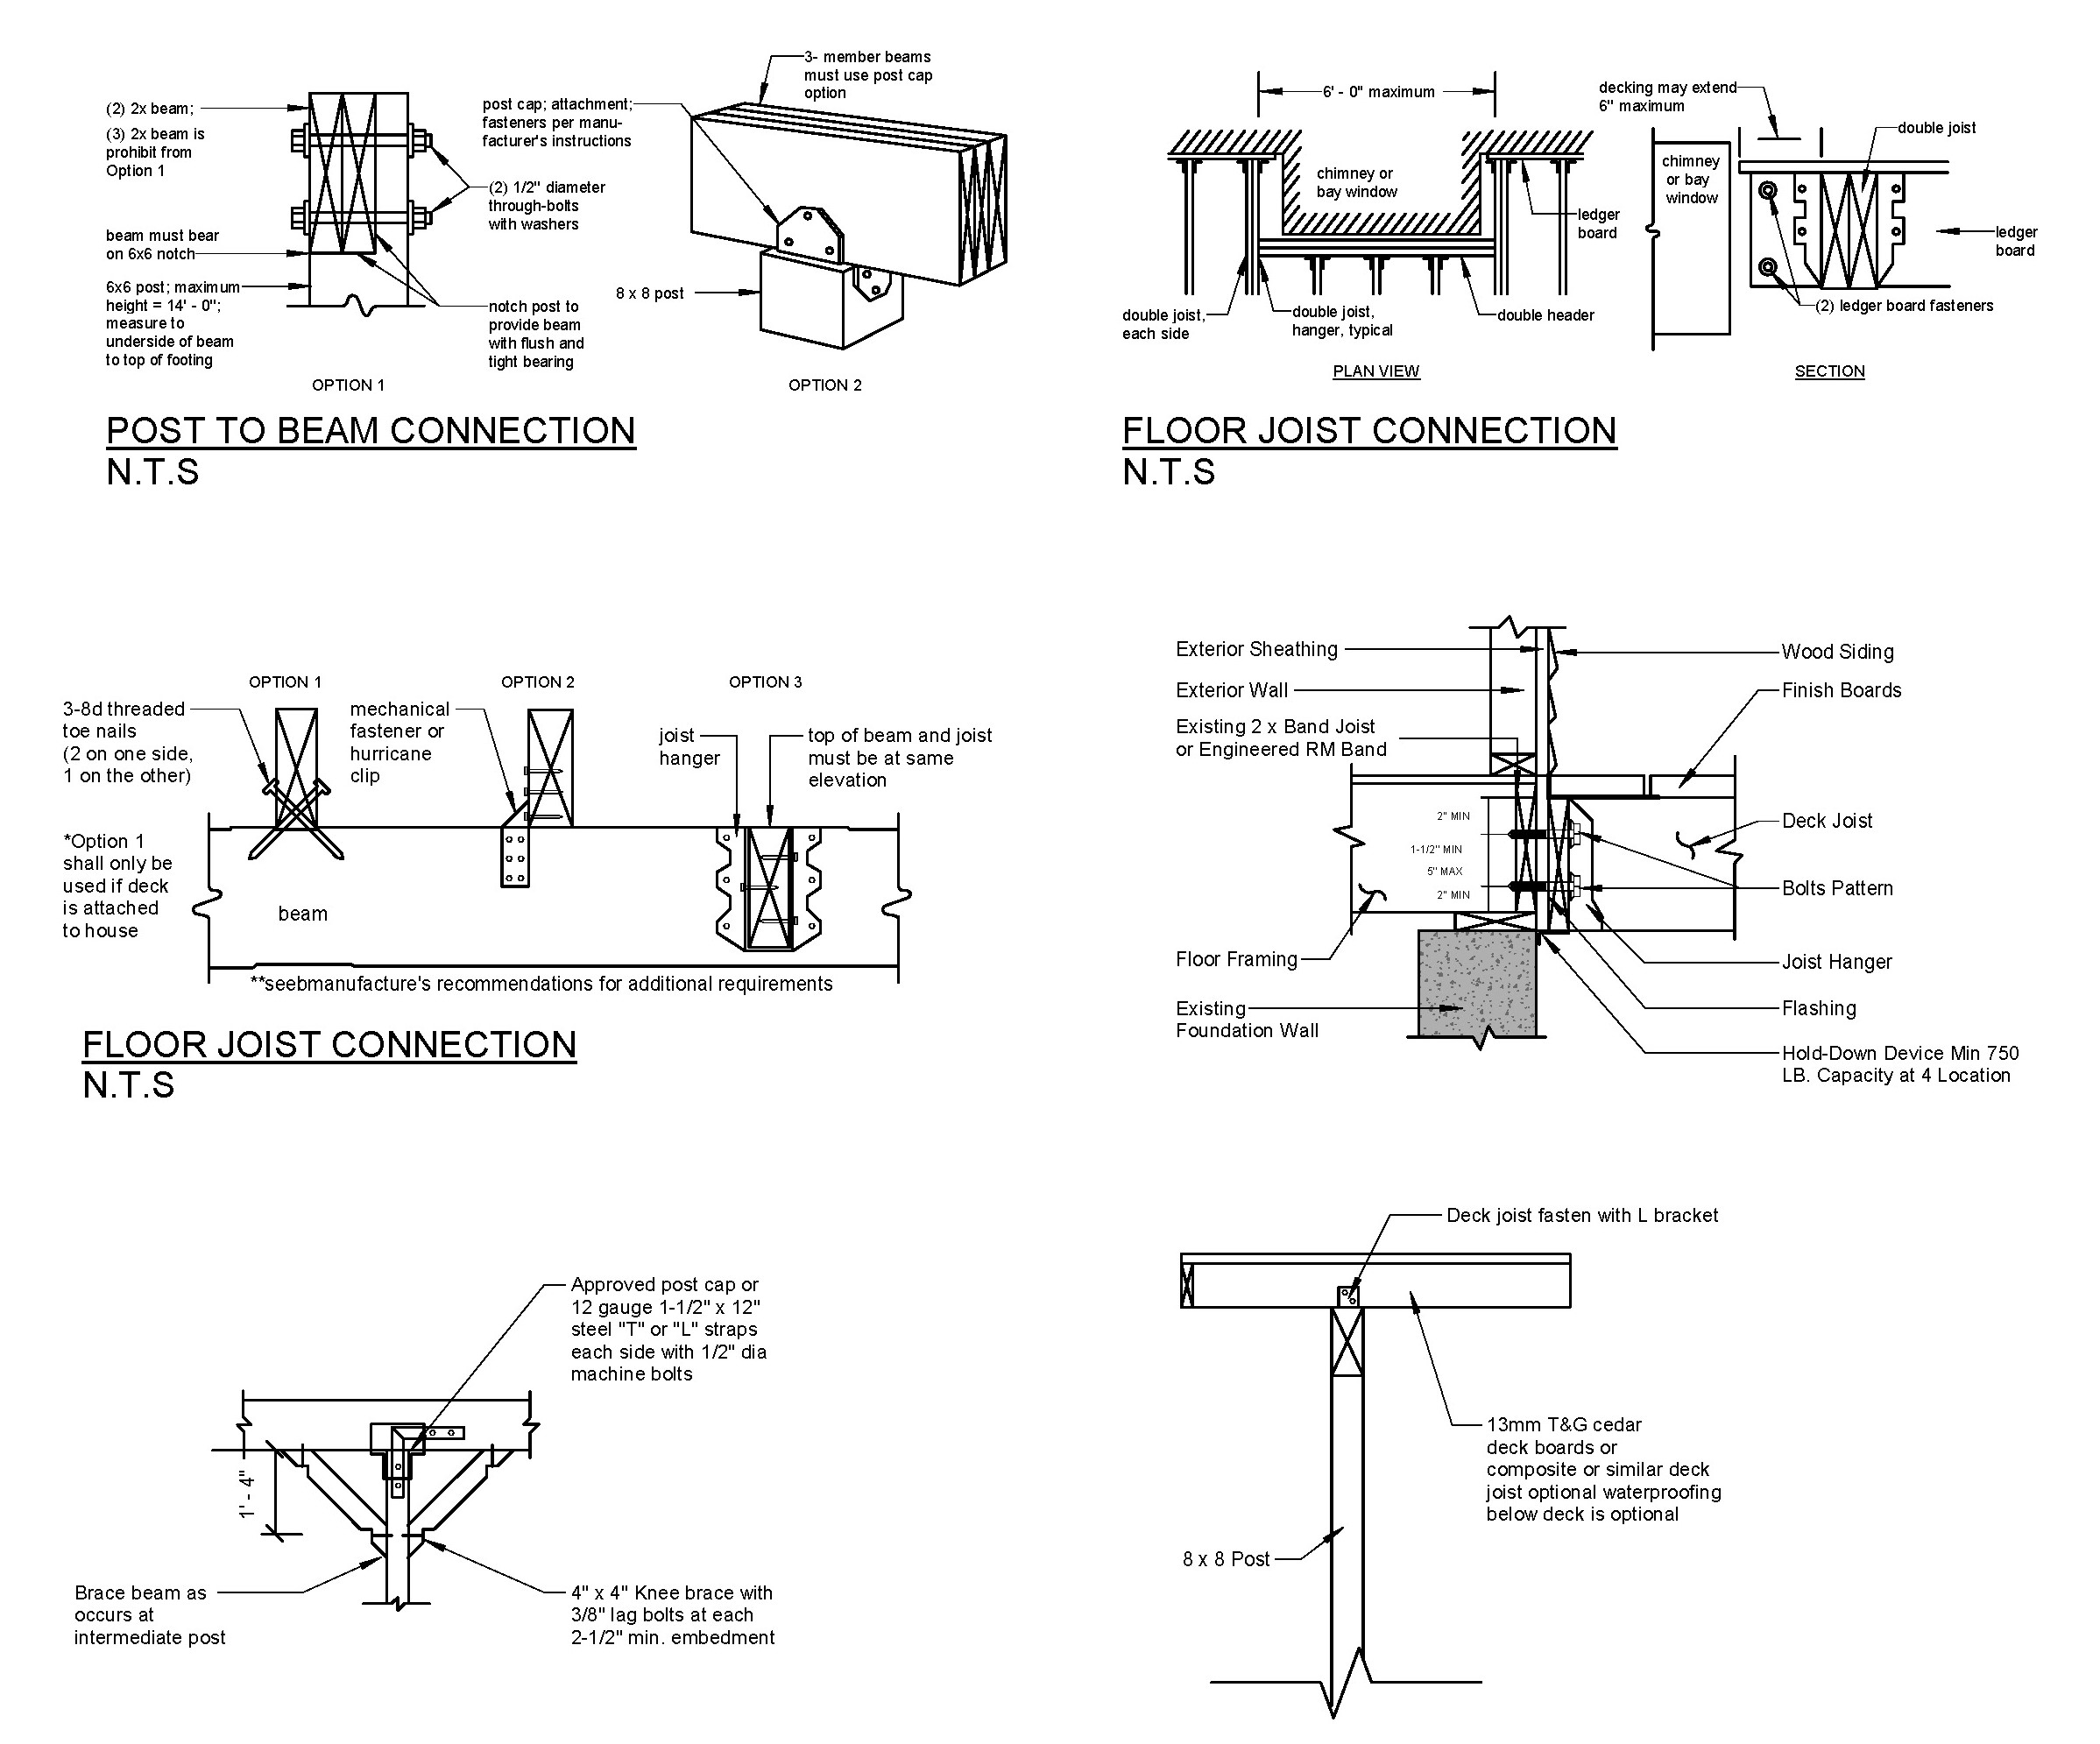 (2) 2x beam;
(3) 2x beam is
prohibit from
Option 1
beam must bear
on 6x6 notch
6x6 post; maximum
height = 14' - 0";
measure to
underside of beam
to top of footing
(2) 1/2" diameter
through-bolts
with washers
notch post to
provide beam
with flush and
tight bearing
OPTION 1
3- member beams
must use post cap
option
post cap; attachment;
fasteners per manu-
facturer's instructions
8 x 8 post
OPTION 2
POST TO BEAM CONNECTION
N.T.S
6' - 0" maximum
chimney or
bay window
ledger
board
double joist,
each side
double joist,
hanger, typical
double header
PLAN VIEW
decking may extend
6" maximum
double joist
chimney
or bay
window
ledger
board
(2) ledger board fasteners
SECTION
FLOOR JOIST CONNECTION
N.T.S
OPTION 1
OPTION 2
OPTION 3
3-8d threaded
toe nails
(2 on one side,
1 on the other)
mechanical
fastener or
hurricane
clip
joist
hanger
top of beam and joist
must be at same
elevation
*Option 1
shall only be
used if deck
is attached
to house
beam
**seebmanufacture's recommendations for additional requirements
FLOOR JOIST CONNECTION
N.T.S
Exterior Sheathing
Exterior Wall
Existing 2 x Band Joist
or Engineered RM Band
2" MIN
1-1/2" MIN
5" MAX
2" MIN
Floor Framing
Existing
Foundation Wall
Wood Siding
Finish Boards
Deck Joist
Bolts Pattern
Joist Hanger
Flashing
Hold-Down Device Min 750
LB. Capacity at 4 Location
Approved post cap or
12 gauge 1-1/2" x 12"
steel "T" or "L" straps
each side with 1/2" dia
machine bolts
1' - 4"
Brace beam as
occurs at
intermediate post
4" x 4" Knee brace with
3/8" lag bolts at each
2-1/2" min. embedment
Deck joist fasten with L bracket
13mm T&G cedar
deck boards or
composite or similar deck
joist optional waterproofing
below deck is optional
8 x 8 Post